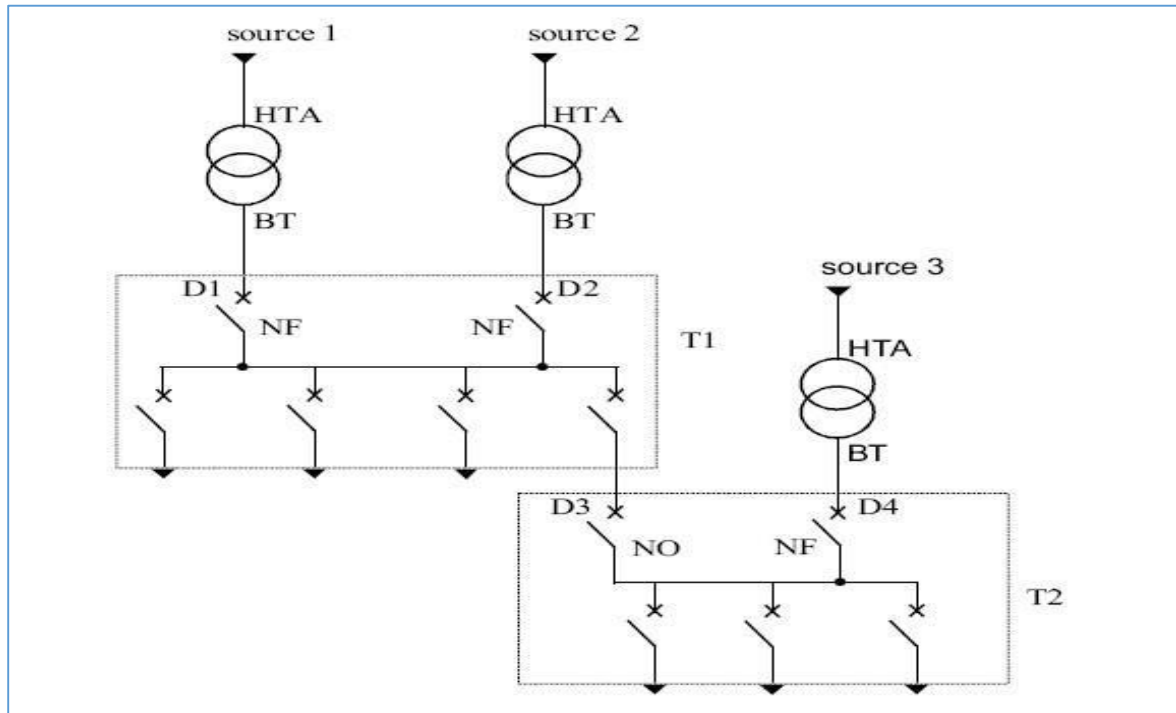 source 1
source 2
HTA
HTA
BT
BT
source 3
D1
D2
NF
NF
T1
HTA
BT
D3
D4
NO
NF
T2